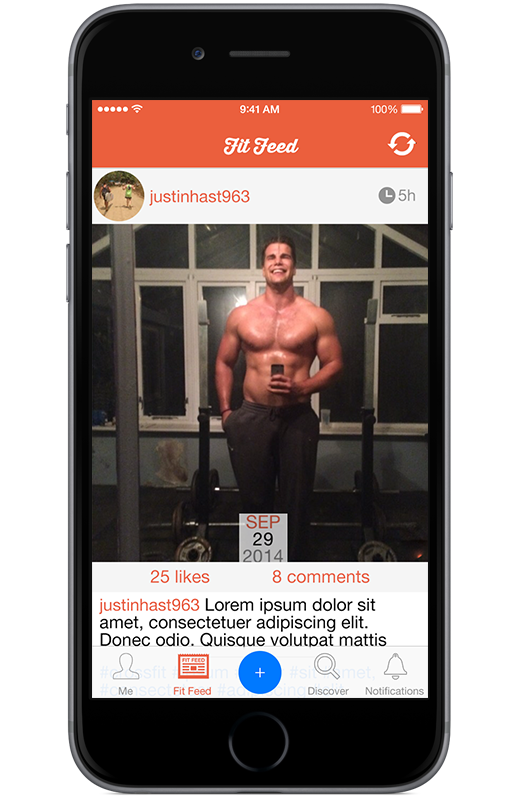 9:41 AM 100%
Fit Feed
justinhast963 5h
SEP
29
2014
25 likes 8 comments
justinhast963 Lorem ipsum dolor sit
amet, consectetuer adipiscing elit.
Donec odio. Quisque volutpat mattis
FIT FEED
Me Fit Feed + Discover Notifications